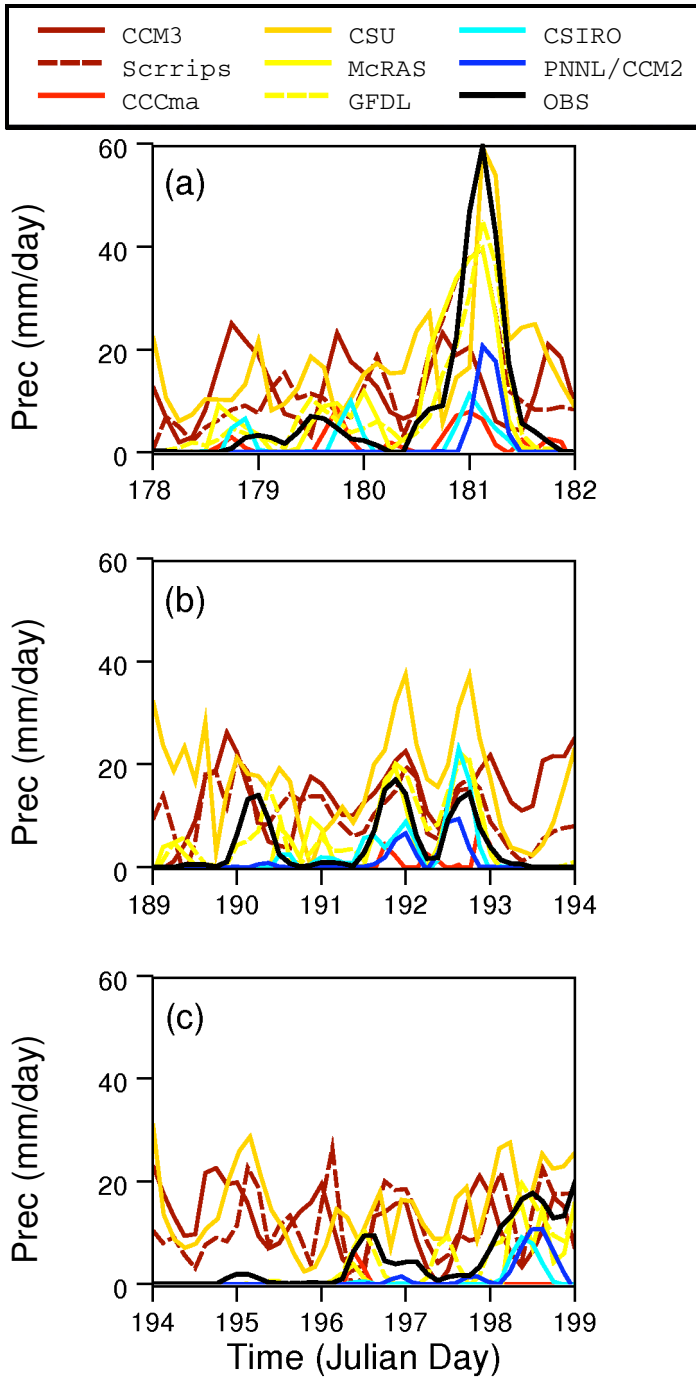 CCM3 CSU CSIRO
Scrrips McRAS PNNL/CCM2
CCCma GFDL OBS
(a)
Prec (mm/day)
60
40
20
0
178 179 180 181 182
(b)
Prec (mm/day)
60
40
20
0
189 190 191 192 193 194
(c)
Prec (mm/day)
60
40
20
0
194 195 196 197 198 199
Time (Julian Day)